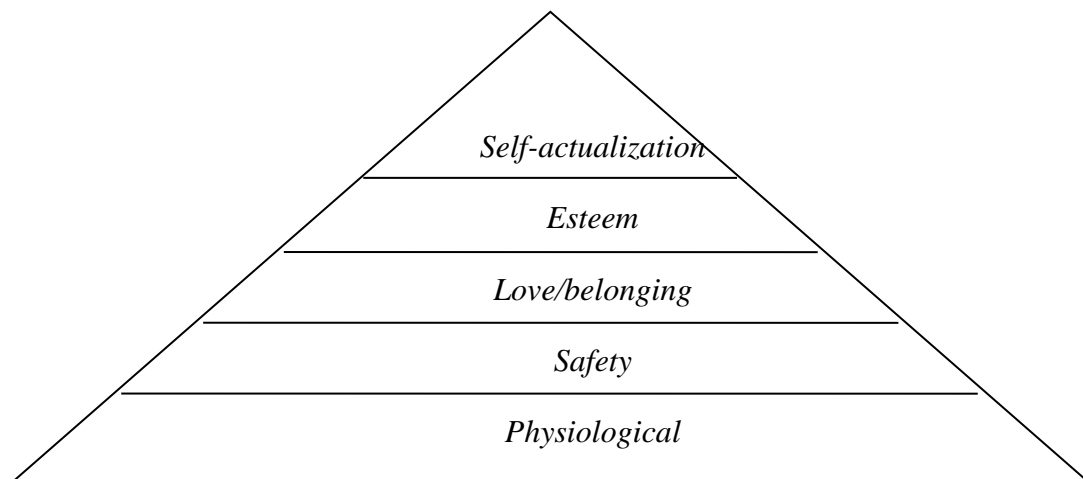 Self-actualization
Esteem
Love/belonging
Safety
Physiological